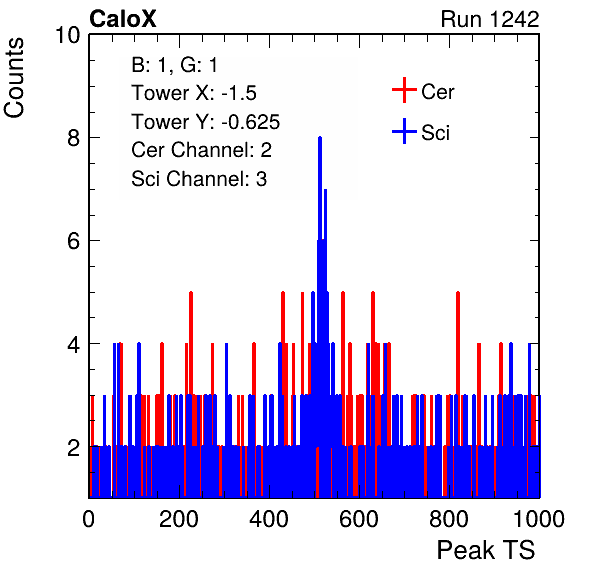 CaloX Run 1242
Counts
10
8
6
4
2
B: 1, G: 1
Tower X: -1.5
Tower Y: -0.625
Cer Channel: 2
Sci Channel: 3
Cer
Sci
0 200 400 600 800 1000
Peak TS